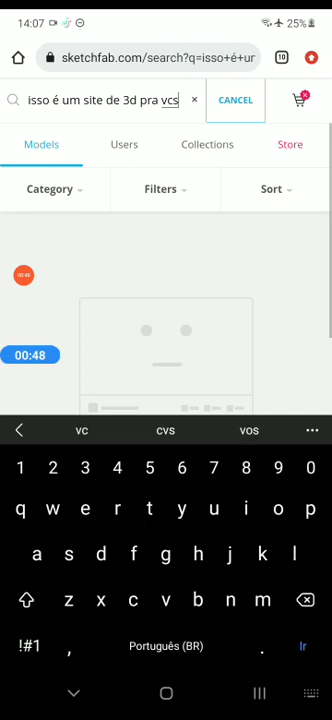 14:07 25%
sketchfab.com/search?q=isso+é+ur 10
isso é um site de 3d pra vcs × CANCEL
Models Users Collections Store
Category Filters Sort
00:48
00:48
vc cvs vos
1 2 3 4 5 6 7 8 9 0
q w e r t y u i o p
a s d f g h j k l
z x c v b n m
!#1 , Português (BR) . Ir